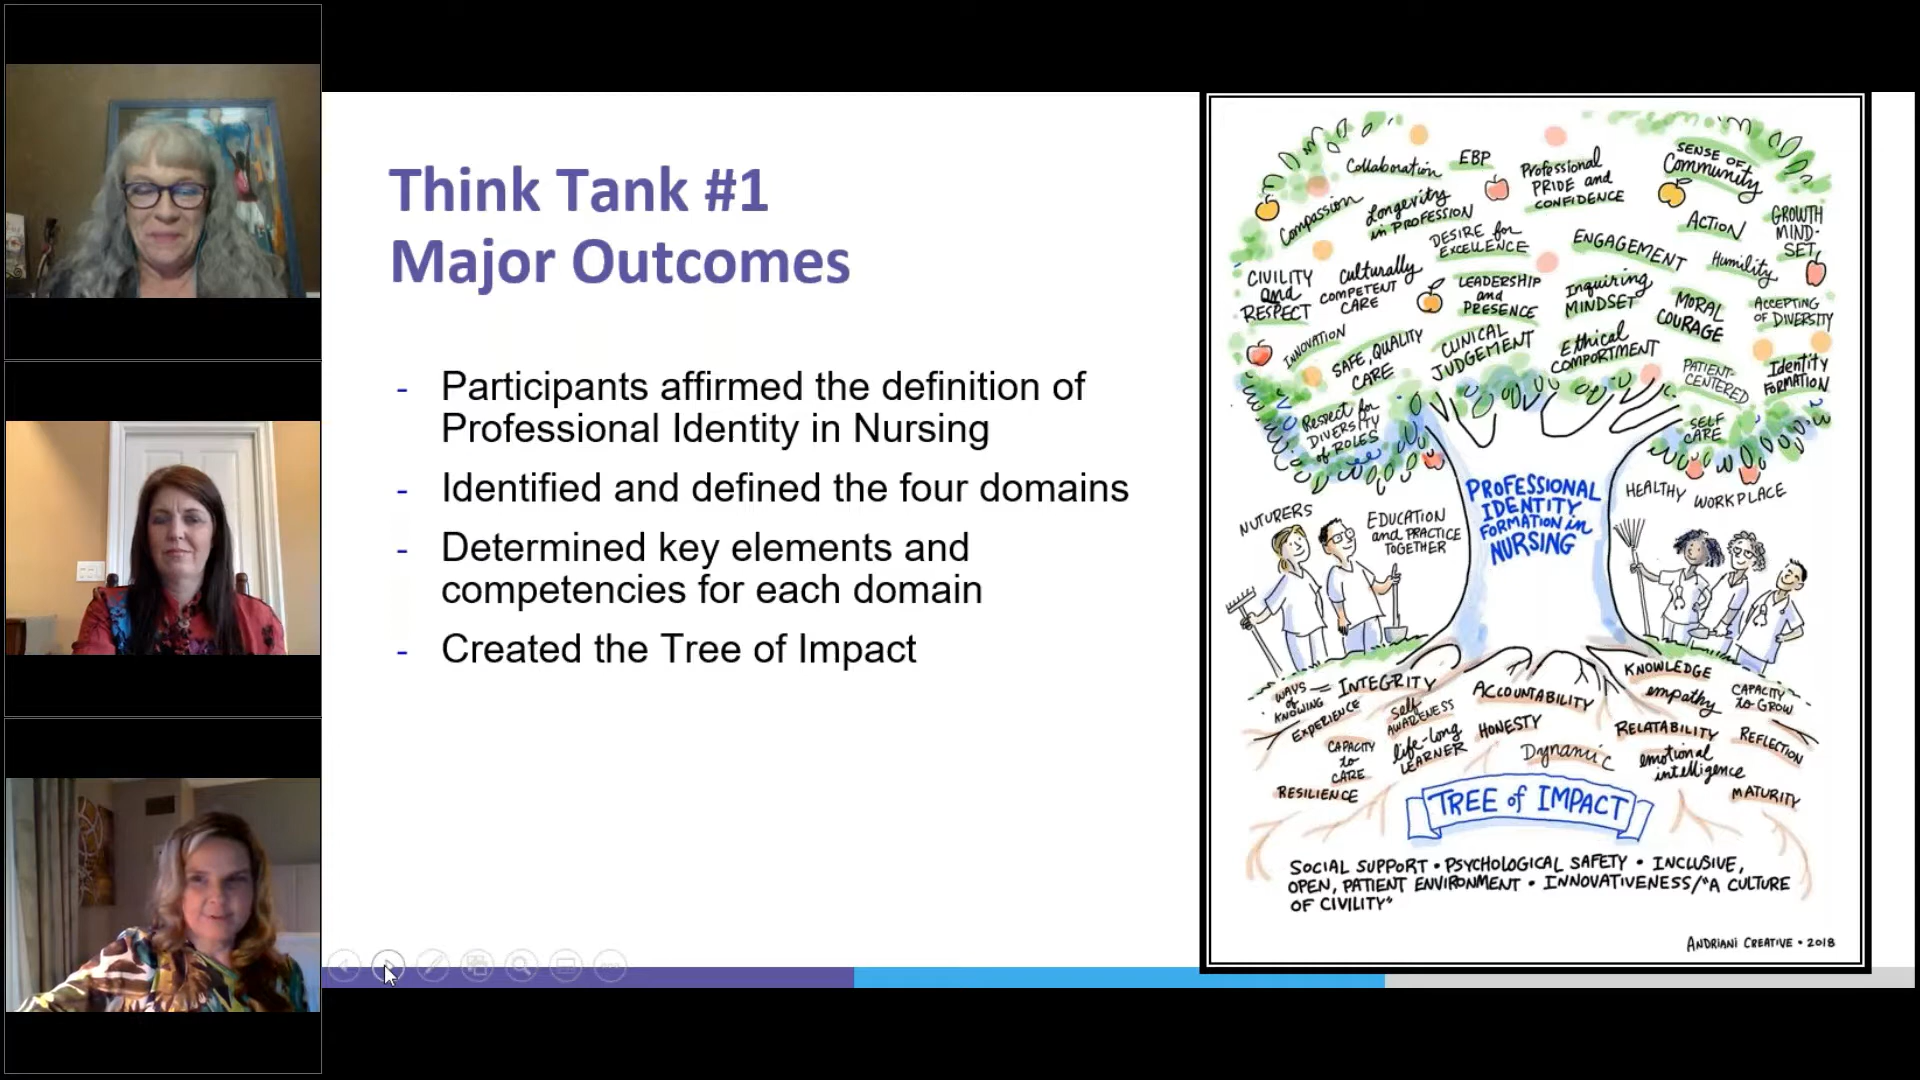 Think Tank #1
Major Outcomes
- Participants affirmed the definition of
Professional Identity in Nursing
- Identified and defined the four domains
- Determined key elements and
competencies for each domain
- Created the Tree of Impact
Collaboration
EBP
Professional
PRIDE and
CONFIDENCE
SENSE OF
Community
Compassion
Longevity
in PROFESSION
DESIRE for
EXCELLENCE
ENGAGEMENT
ACTION
GROWTH
MIND-
SET
Humility
CIVILITY
and
RESPECT
culturally
COMPETENT
CARE
LEADERSHIP
and
PRESENCE
Inquiring
MINDSET
MORAL
COURAGE
ACCEPTING
OF DIVERSITY
INNOVATION
SAFE, QUALITY
CARE
CLINICAL
JUDGEMENT
Ethical
COMPORTMENT
PATIENT-
CENTERED
Identity
FORMATION
Respect for
DIVERSITY
of ROLES
SELF
CARE
PROFESSIONAL
IDENTITY
FORMATION in
NURSING
NUTURERS
EDUCATION
and PRACTICE
TOGETHER
HEALTHY WORKPLACE
WAYS
of
KNOWING
INTEGRITY
EXPERIENCE
SELF
AWARENESS
ACCOUNTABILITY
KNOWLEDGE
empathy
CAPACITY
to GROW
CAPACITY
to
CARE
life-long
LEARNER
HONESTY
Dynamic
RELATABILITY
emotional
intelligence
REFLECTION
RESILIENCE
MATURITY
TREE of IMPACT
SOCIAL SUPPORT • PSYCHOLOGICAL SAFETY • INCLUSIVE,
OPEN, PATIENT ENVIRONMENT • INNOVATIVENESS/"A CULTURE
OF CIVILITY"
ANDRIANI CREATIVE • 2018